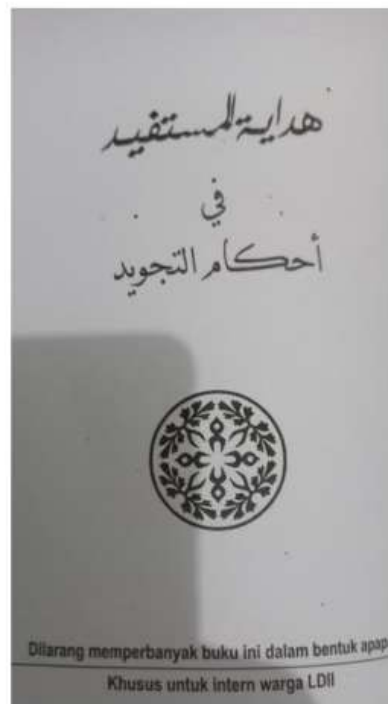 هداية المستفيد
في
أحكام التجويد
Dilarang memperbanyak buku ini dalam bentuk apap
Khusus untuk intern warga LDII